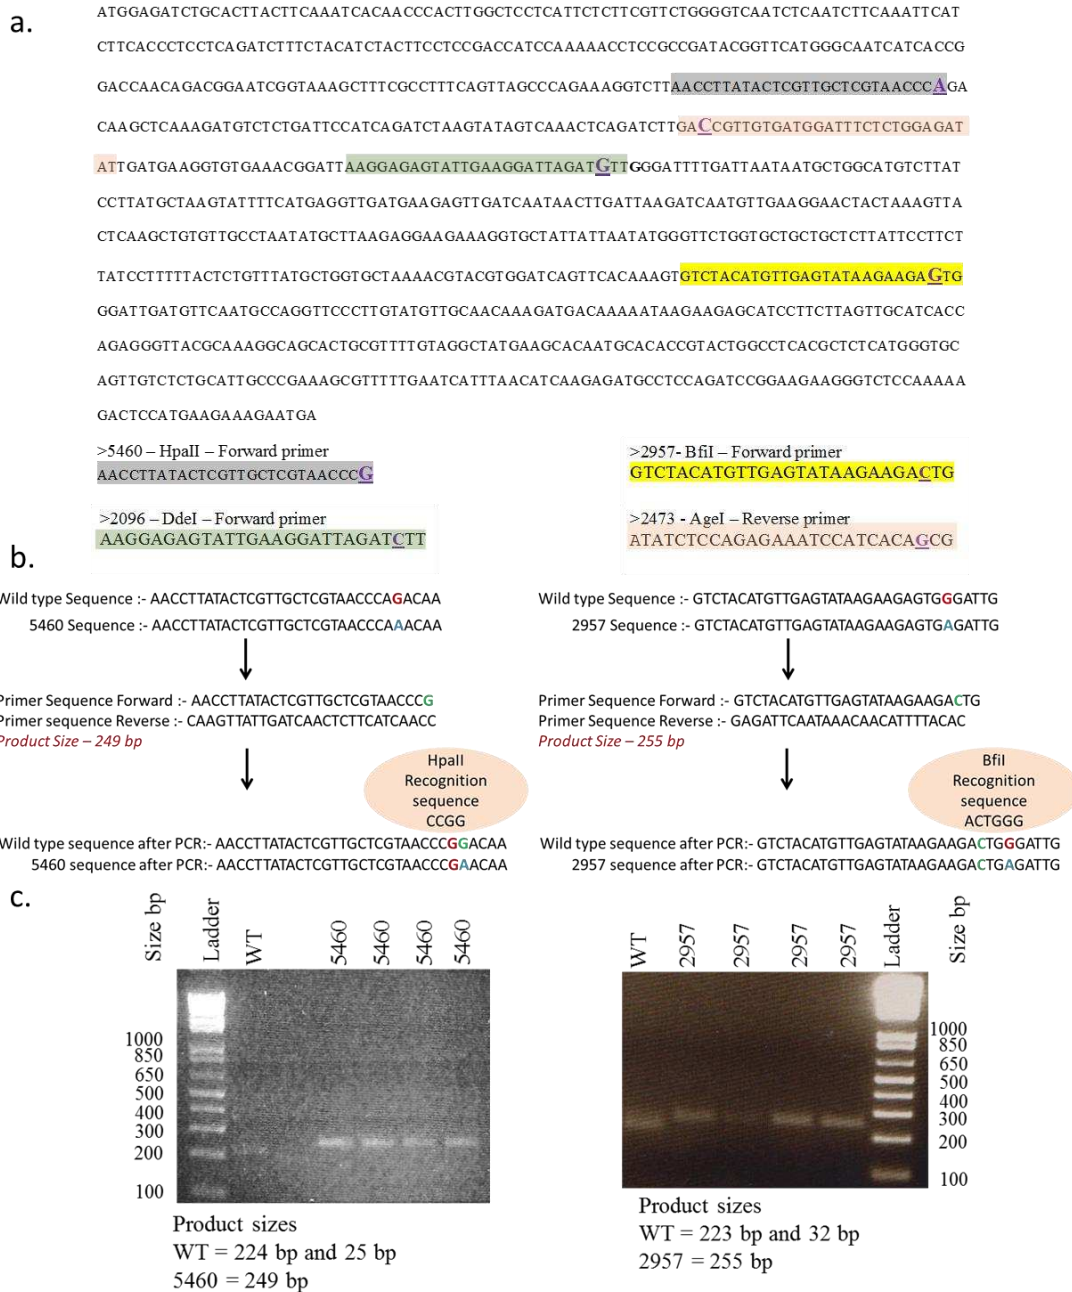 a.
ATGGAGATCTGCACTTACTTCAAATCACAACCCACTTGGCTCCTCATTCTCTTCGTTCTGGGGTCAATCTCAATCTTCAAATTCAT
CTTCACCCTCCTCAGATCTTTCTACATCTACTTCCTCCGACCATCCAAAAACCTCCGCCGATACGGTTCATGGGCAATCATCACCG
GACCAACAGACGGAATCGGTAAAGCTTTCGCCTTTCAGTTAGCCCAGAAAGGTCTTAACCTTATACTCGTTGCTCGTAACCCAGA
CAAGCTCAAAGATGTCTCTGATTCCATCAGATCTAAGTATAGTCAAACTCAGATCTTGACCGTTGTGATGGATTTCTCTGGAGAT
ATTGATGAAGGTGTGAAACGGATTAAGGAGAGTATTGAAGGATTAGATGTTGGGATTTTGATTAATAATGCTGGCATGTCTTAT
CCTTATGCTAAGTATTTTCATGAGGTTGATGAAGAGTTGATCAATAACTTGATTAAGATCAATGTTGAAGGAACTACTAAAGTTA
CTCAAGCTGTGTTGCCTAATATGCTTAAGAGGAAGAAAGGTGCTATTATTAATATGGGTTCTGGTGCTGCTGCTCTTATTCCTTCT
TATCCTTTTTACTCTGTTTATGCTGGTGCTAAAACGTACGTGGATCAGTTCACAAAGTGTCTACATGTTGAGTATAAGAAGAGTG
GGATTGATGTTCAATGCCAGGTTCCCTTGTATGTTGCAACAAAGATGACAAAAATAAGAAGAGCATCCTTCTTAGTTGCATCACC
AGAGGGTTACGCAAAGGCAGCACTGCGTTTTGTAGGCTATGAAGCACAATGCACACCGTACTGGCCTCACGCTCTCATGGGTGC
AGTTGTCTCTGCATTGCCCGAAAGCGTTTTTGAATCATTTAACATCAAGAGATGCCTCCAGATCCGGAAGAAGGGTCTCCAAAAA
GACTCCATGAAGAAAGAATGA
>5460 – HpaII – Forward primer
AACCTTATACTCGTTGCTCGTAACCCG
>2957- BfiI – Forward primer
GTCTACATGTTGAGTATAAGAAGACTG
>2096 – DdeI – Forward primer
AAGGAGAGTATTGAAGGATTAGATCTT
>2473 - AgeI – Reverse primer
ATATCTCCAGAGAAATCCATCACAGCG
b.
Wild type Sequence :- AACCTTATACTCGTTGCTCGTAACCCAGACAA
5460 Sequence :- AACCTTATACTCGTTGCTCGTAACCCAAACAA
Wild type Sequence :- GTCTACATGTTGAGTATAAGAAGAGTGGGATTG
2957 Sequence :- GTCTACATGTTGAGTATAAGAAGAGTGAGATTG
Primer Sequence Forward :- AACCTTATACTCGTTGCTCGTAACCCG
Primer sequence Reverse :- CAAGTTATTGATCAACTCTTCATCAACC
Product Size – 249 bp
Primer Sequence Forward :- GTCTACATGTTGAGTATAAGAAGACTG
Primer Sequence Reverse :- GAGATTCAATAAACAACATTTTACAC
Product Size – 255 bp
HpaII
Recognition
sequence
CCGG
BfiI
Recognition
sequence
ACTGGG
Wild type sequence after PCR:- AACCTTATACTCGTTGCTCGTAACCCGGACAA
5460 sequence after PCR:- AACCTTATACTCGTTGCTCGTAACCCGAACAA
Wild type sequence after PCR:- GTCTACATGTTGAGTATAAGAAGACTGGGATTG
2957 sequence after PCR:- GTCTACATGTTGAGTATAAGAAGACTGAGATTG
c.
Size bp
Ladder
WT
5460
5460
5460
5460
1000
850
650
500
400
300
200
100
Product sizes
WT = 224 bp and 25 bp
5460 = 249 bp
WT
2957
2957
2957
2957
Ladder
Size bp
1000
850
650
500
400
300
200
100
Product sizes
WT = 223 bp and 32 bp
2957 = 255 bp